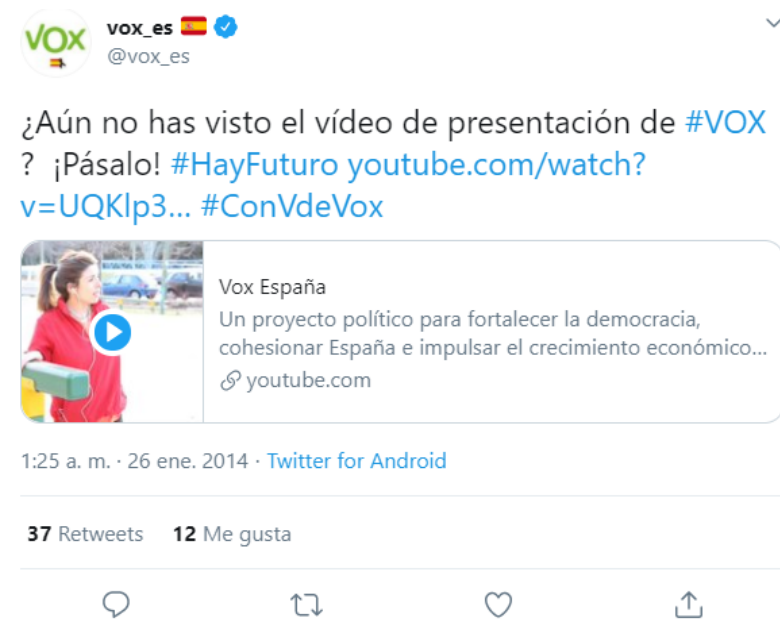 VOX
vox_es
@vox_es
¿Aún no has visto el vídeo de presentación de #VOX
? ¡Pásalo! #HayFuturo youtube.com/watch?
v=UQKlp3... #ConVdeVox
Vox España
Un proyecto político para fortalecer la democracia,
cohesionar España e impulsar el crecimiento económico...
youtube.com
1:25 a. m. · 26 ene. 2014 · Twitter for Android
37 Retweets 12 Me gusta